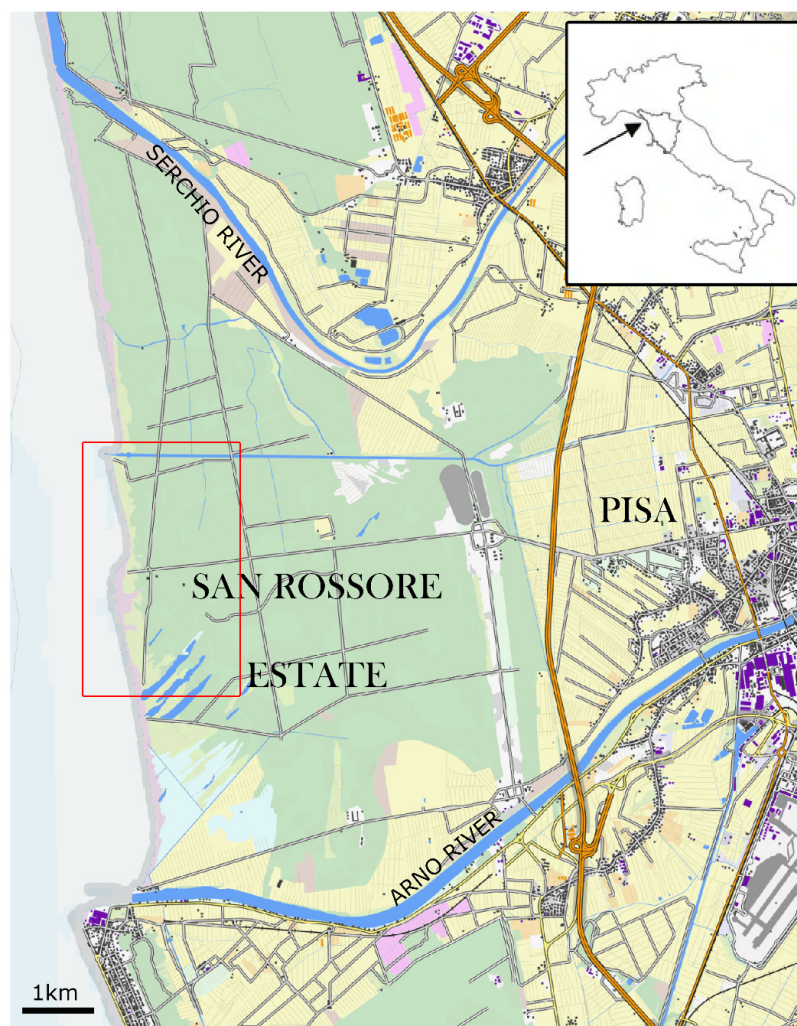 SERCHIO RIVER
PISA
SAN ROSSORE
ESTATE
ARNO RIVER
1km